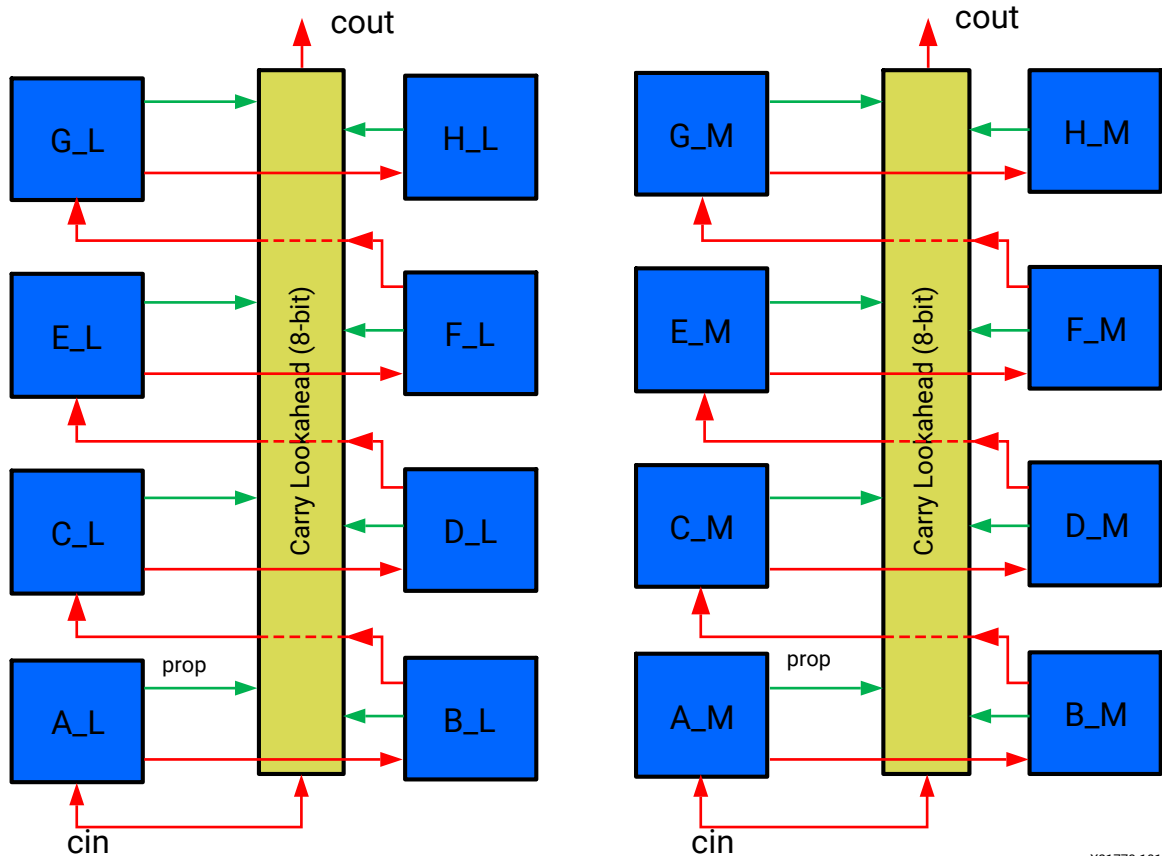 cout
G_L
H_L
E_L
F_L
Carry Lookahead (8-bit)
C_L
D_L
prop
A_L
B_L
cin
cout
G_M
H_M
E_M
F_M
Carry Lookahead (8-bit)
C_M
D_M
prop
A_M
B_M
cin